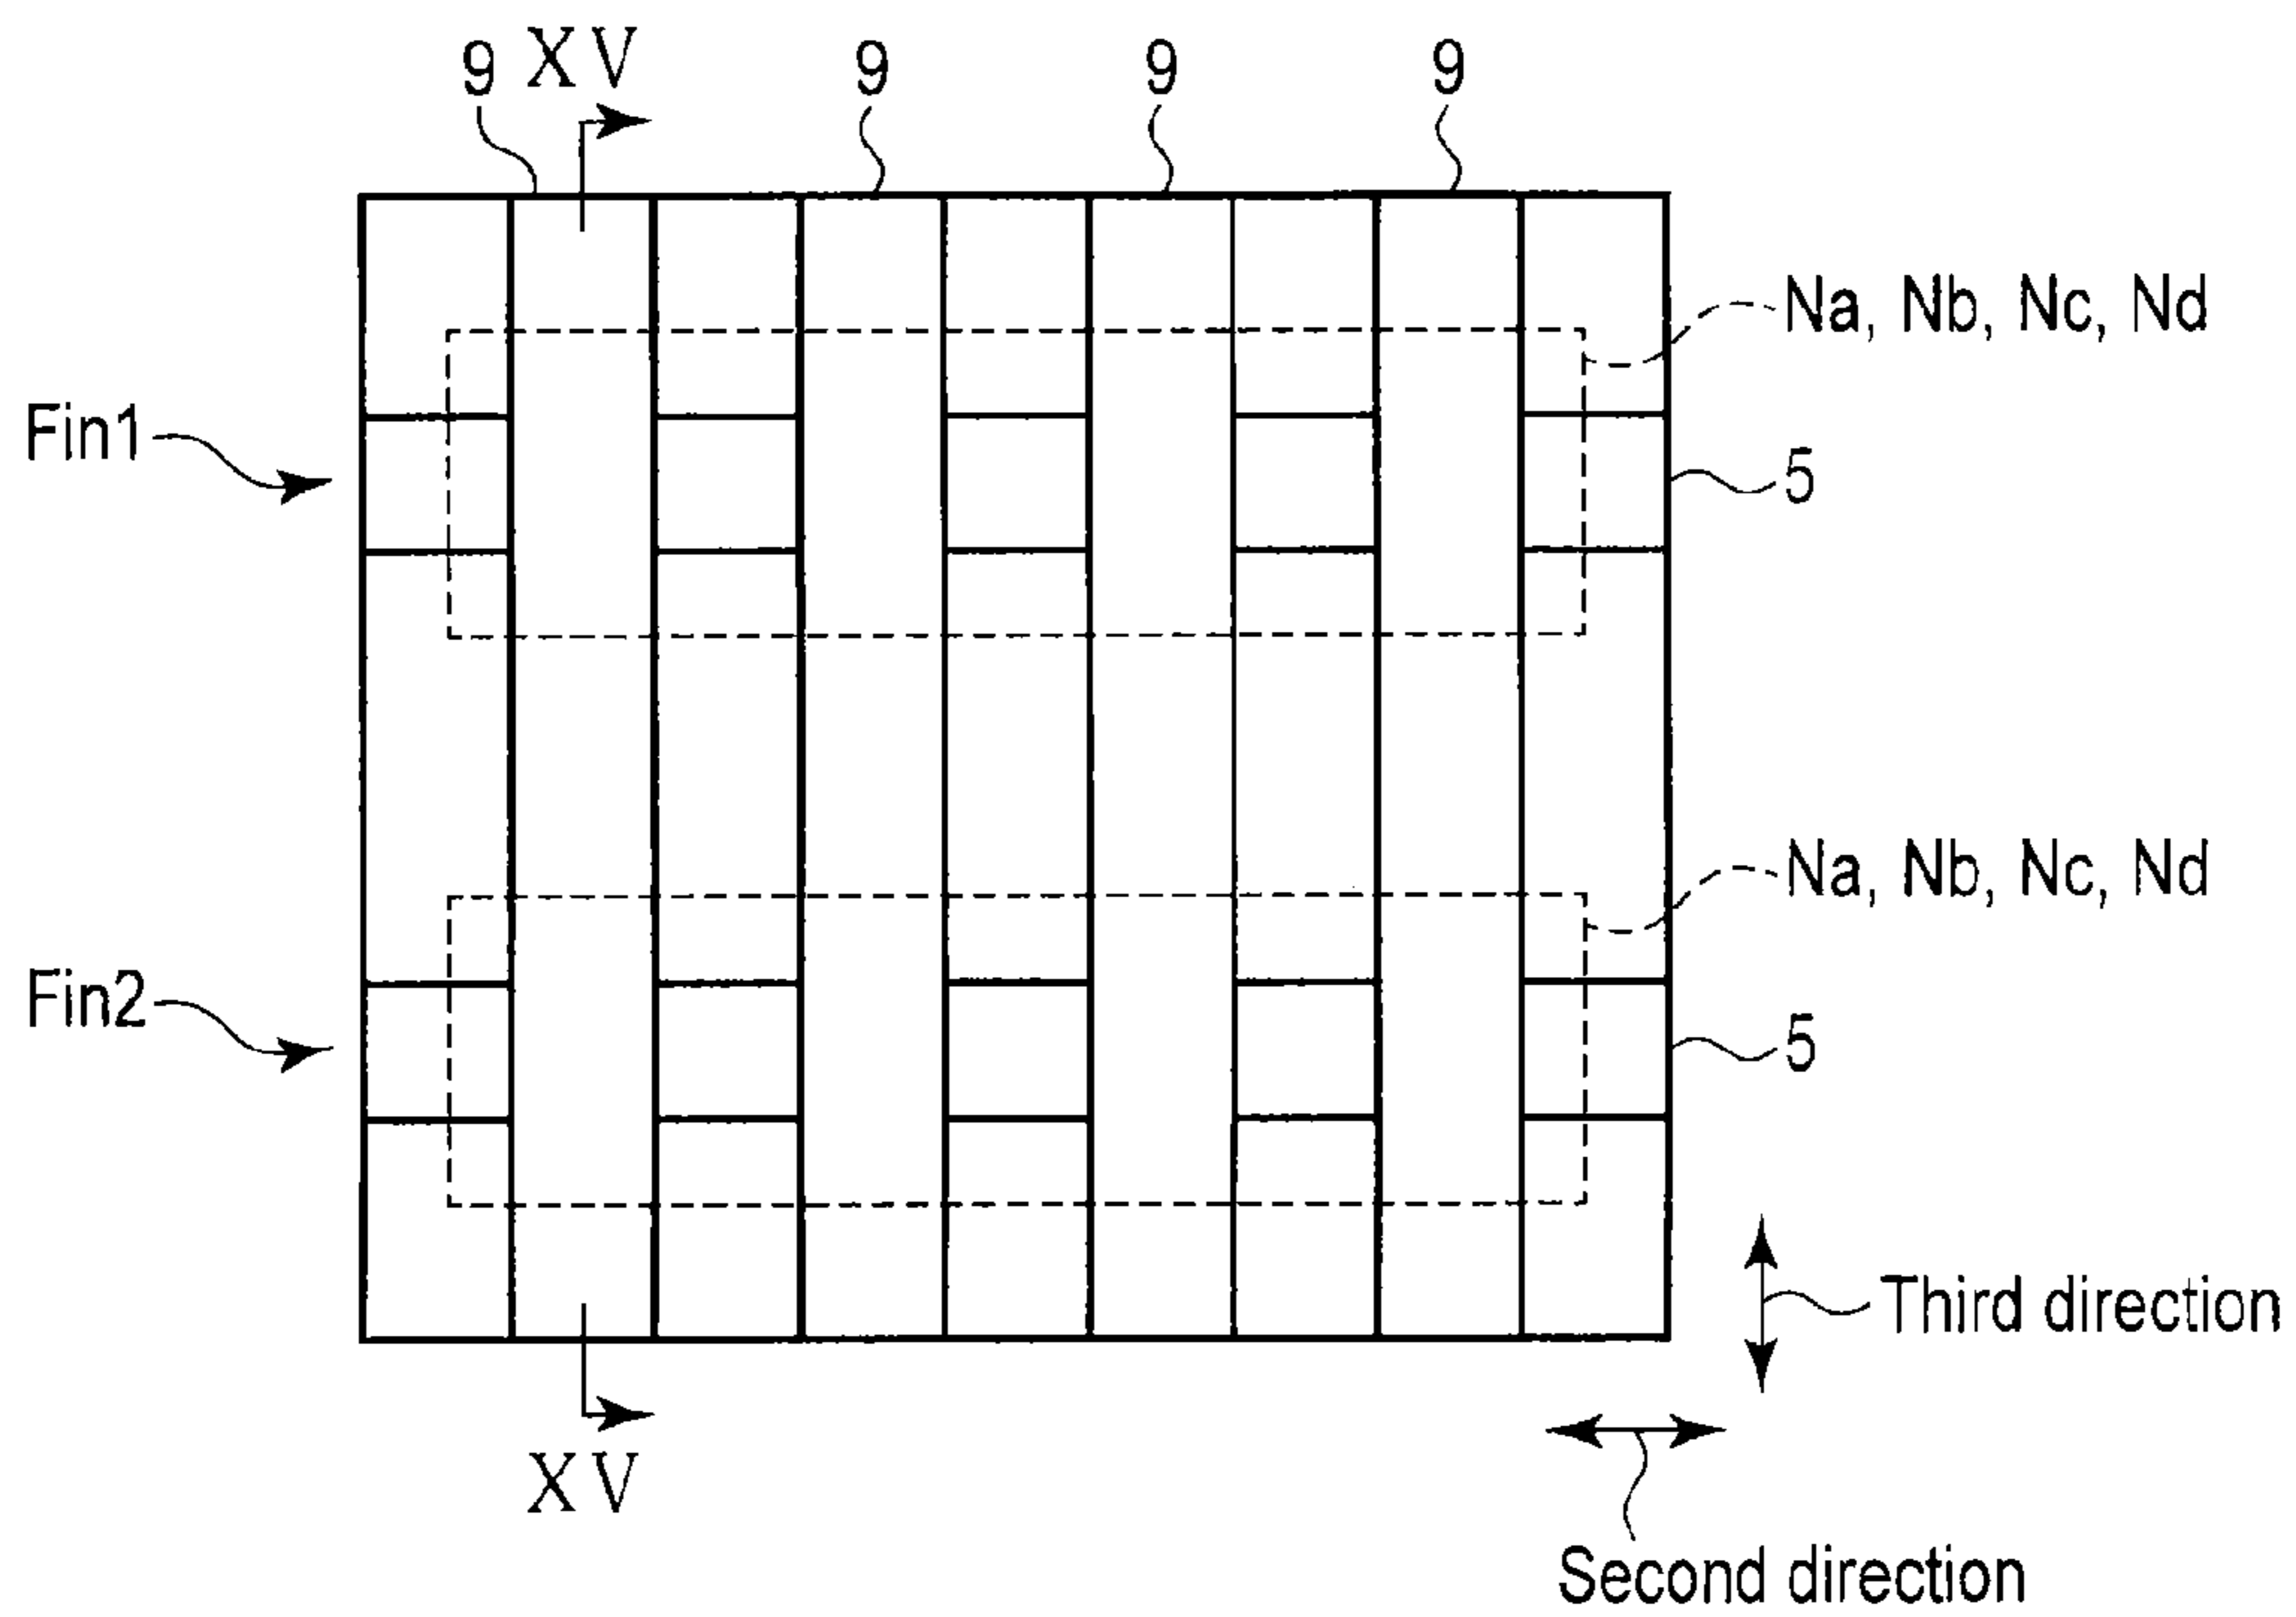 9 XV 9 9 9
Na, Nb, Nc, Nd
Fin1
5
Na, Nb, Nc, Nd
Fin2
5
Third direction
XV
Second direction